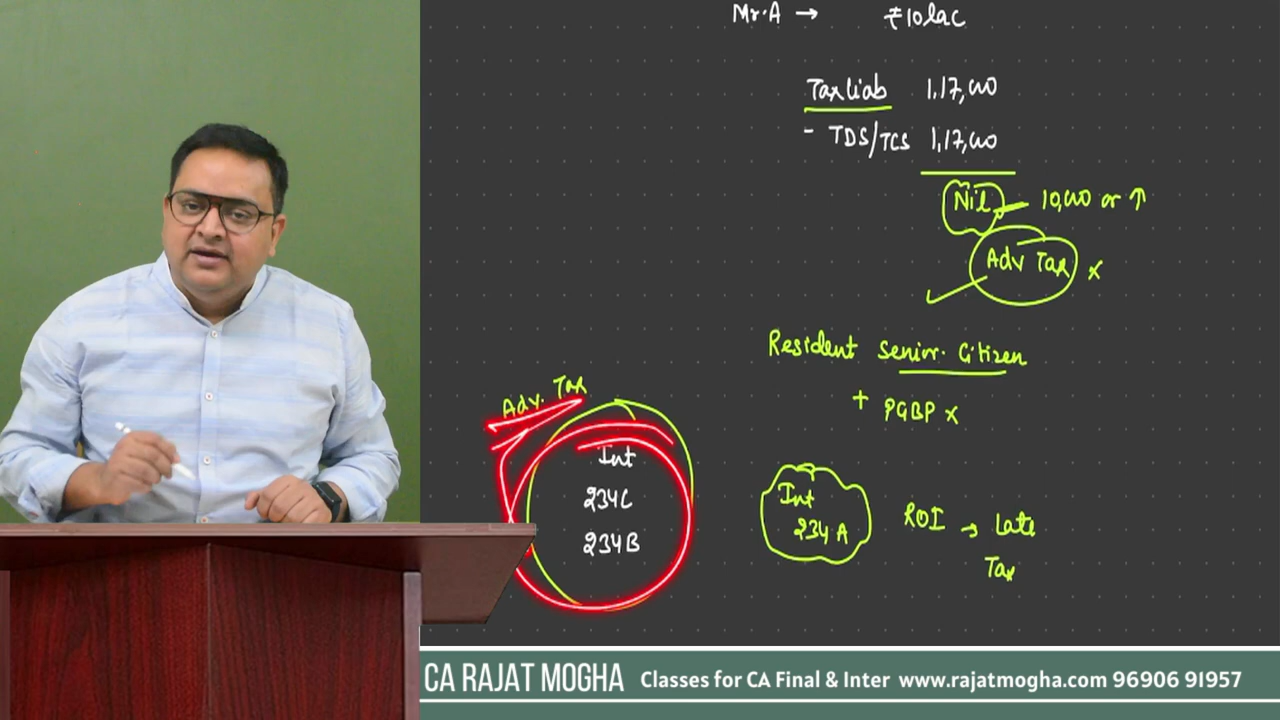 Mr.A → ₹10lac
Tax liab 1,17,000
- TDS/TCS 1,17,000
Nil 10,000 or ↑
Adv Tax x
Resident Senior. Citizen
+ PGBP x
Adv. Tax
Int
234C
234B
Int
234A
ROI → Late
Tax
CA RAJAT MOGHA Classes for CA Final & Inter www.rajatmogha.com 96906 91957